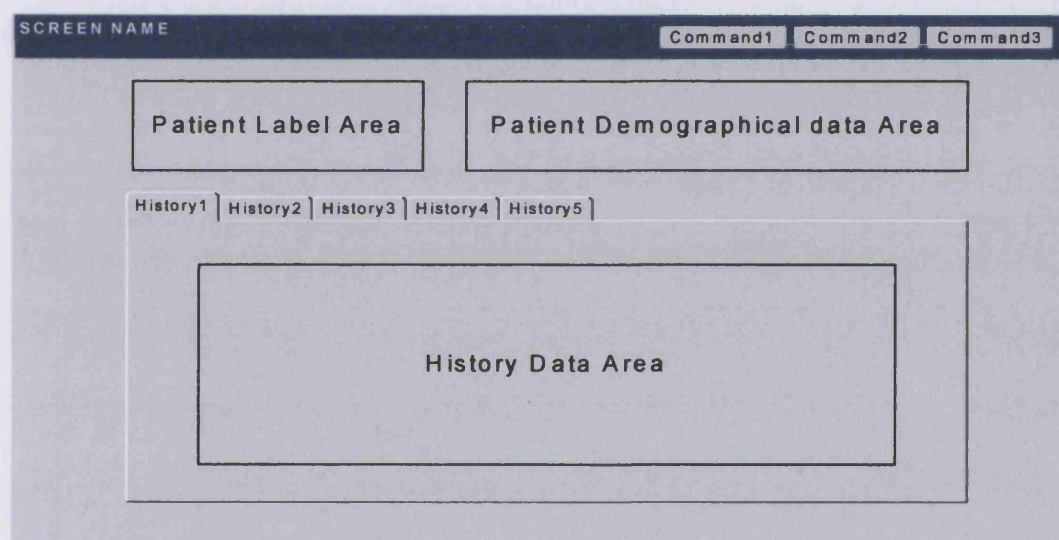 SCREEN NAME
Command1 Command2 Command3
Patient Label Area
Patient Demographical data Area
History1 History2 History3 History4 History5
History Data Area